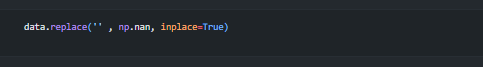 data.replace('' , np.nan, inplace=True)